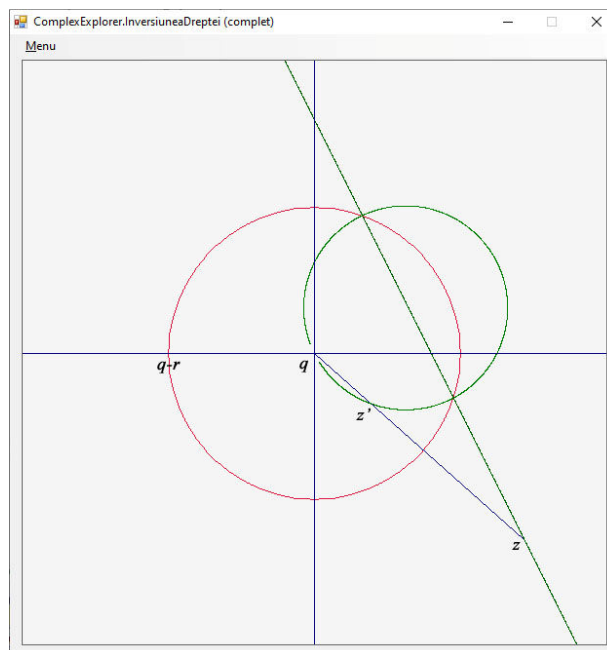 ComplexExplorer.InversiuneaDreptei (complet)
Menu
q-r
q
z'
z